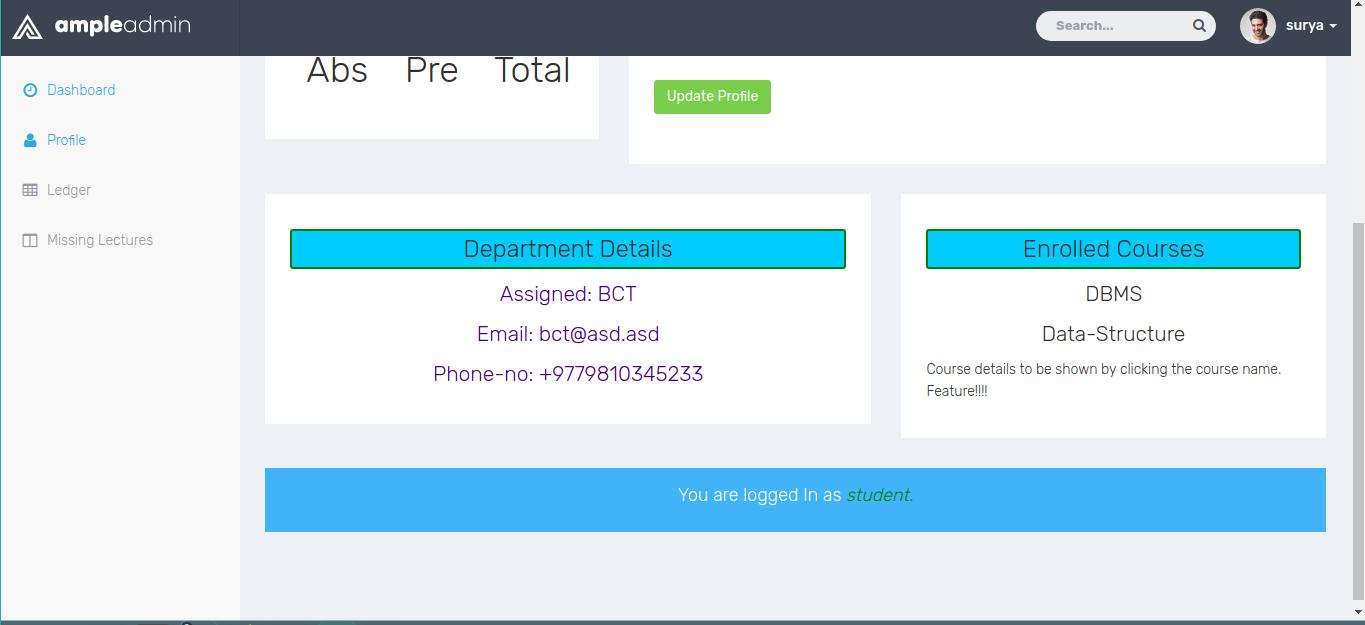 ampleadmin
Search...
surya
Dashboard
Profile
Ledger
Missing Lectures
Abs Pre Total
Update Profile
Department Details
Assigned: BCT
Email: bct@asd.asd
Phone-no: +9779810345233
Enrolled Courses
DBMS
Data-Structure
Course details to be shown by clicking the course name.
Feature!!!!
You are logged In as student.